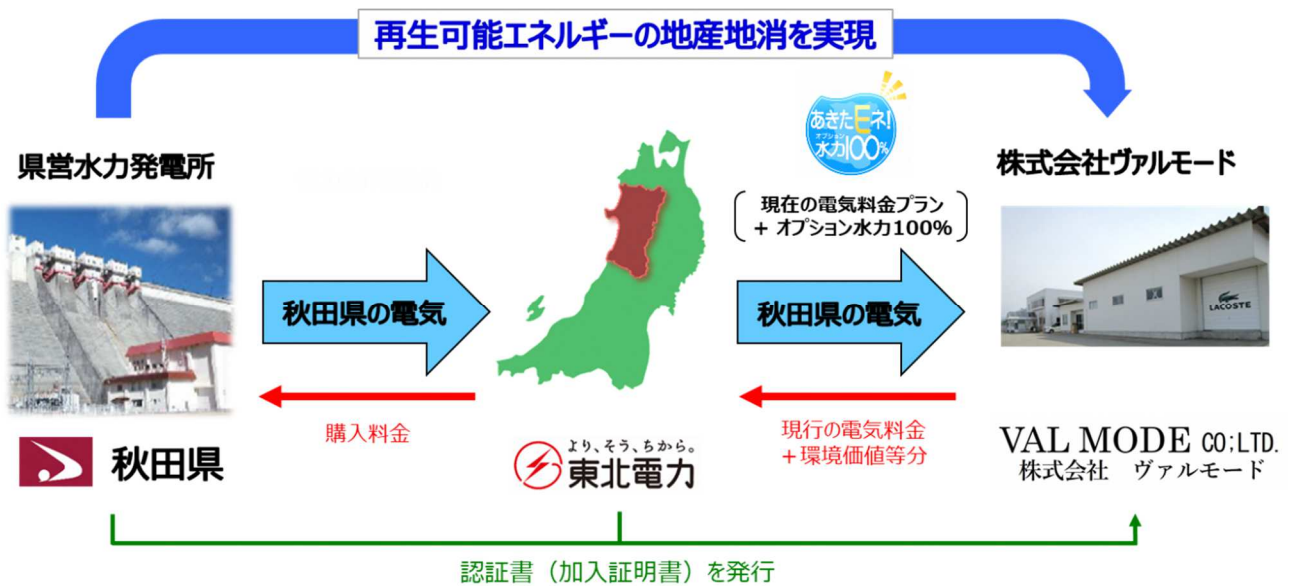 再生可能エネルギーの地産地消を実現
県営水力発電所
あきたEネ!
オプション
水力100%
現在の電気料金プラン
+ オプション水力100%
株式会社ヴァルモード
秋田県の電気
秋田県の電気
LACOSTE
購入料金
現行の電気料金
+環境価値等分
秋田県
より、そう、ちから。
東北電力
VAL MODE CO;LTD.
株式会社 ヴァルモード
認証書（加入証明書）を発行